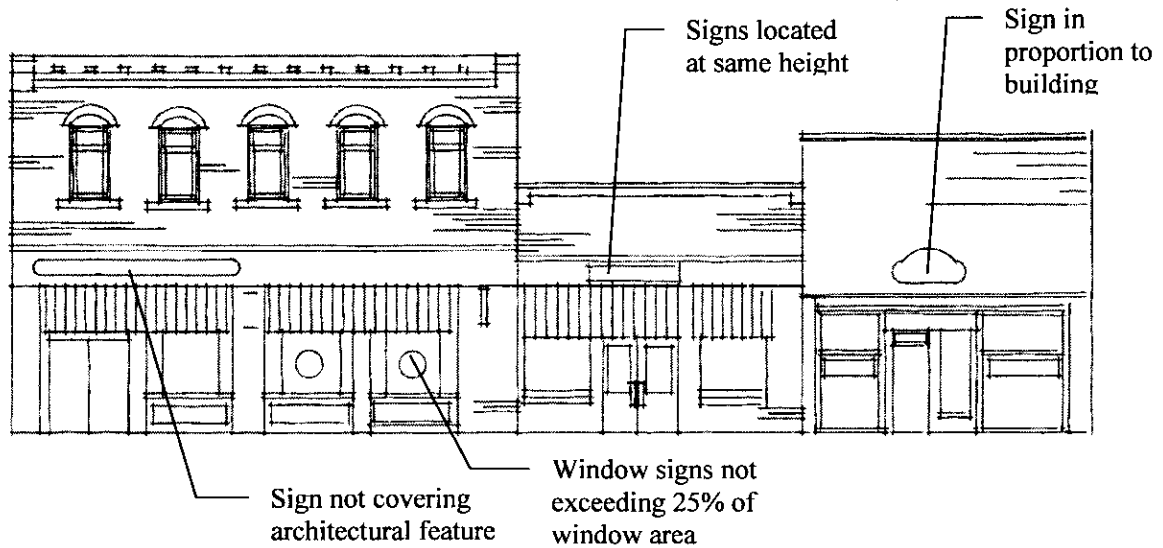 Signs located
at same height
Sign in
proportion to
building
Sign not covering
architectural feature
Window signs not
exceeding 25% of
window area